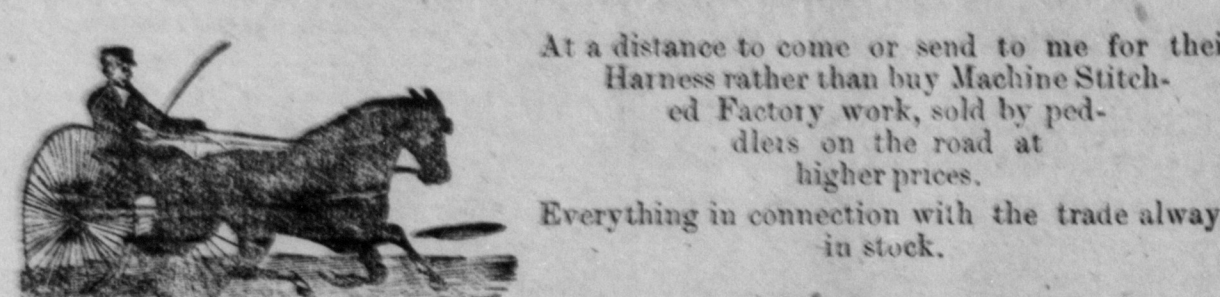 At a distance to come or send to me for thei
Harness rather than buy Machine Stitch-
ed Factory work, sold by ped-
dlers on the road at
higher prices.
Everything in connection with the trade alway
in stock.